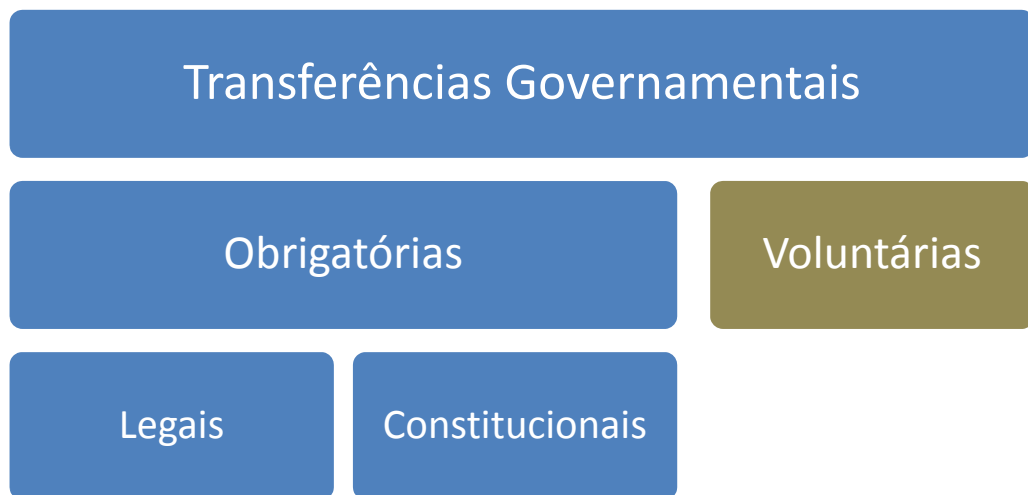 Transferências Governamentais
Obrigatórias
Voluntárias
Legais
Constitucionais